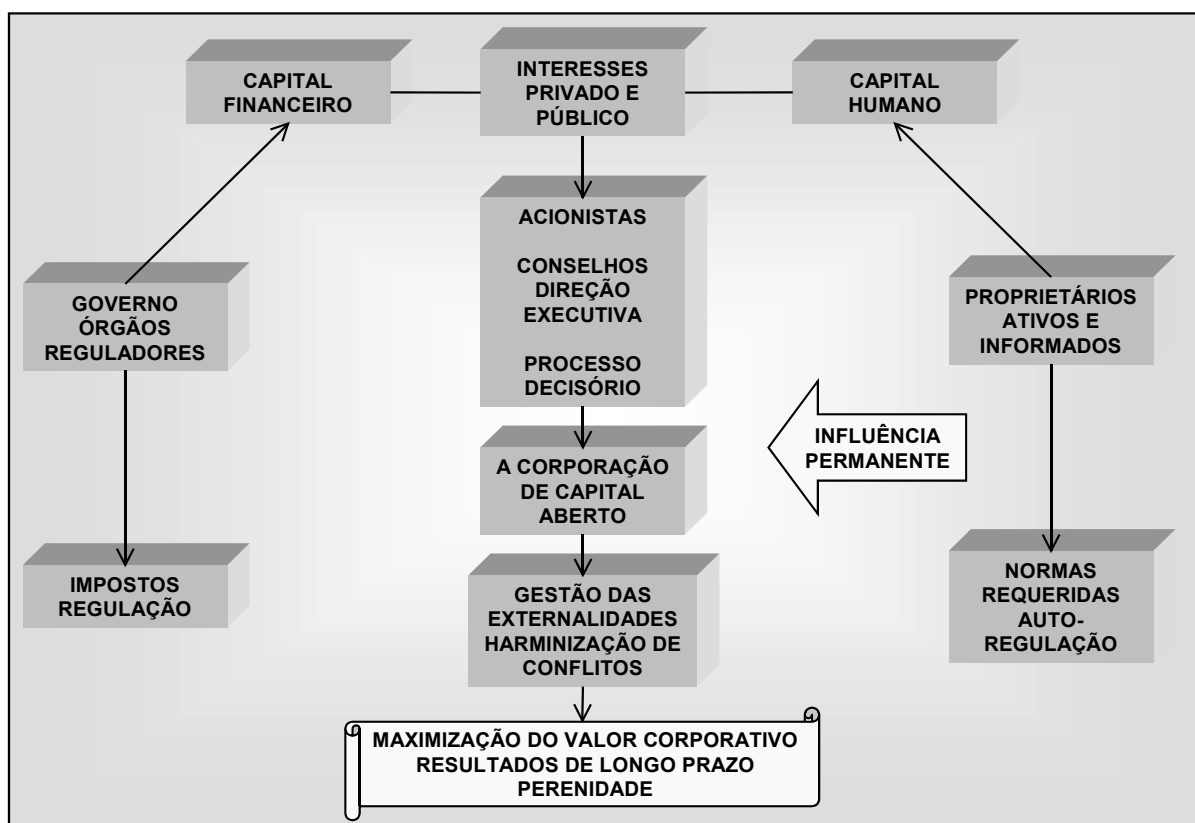 CAPITAL
FINANCEIRO
INTERESSES
PRIVADO E
PÚBLICO
CAPITAL
HUMANO
ACIONISTAS
CONSELHOS
DIREÇÃO
EXECUTIVA
PROCESSO
DECISÓRIO
GOVERNO
ÓRGÃOS
REGULADORES
PROPRIETÁRIOS
ATIVOS E
INFORMADOS
INFLUÊNCIA
PERMANENTE
A CORPORAÇÃO
DE CAPITAL
ABERTO
IMPOSTOS
REGULAÇÃO
GESTÃO DAS
EXTERNALIDADES
HARMINIZAÇÃO DE
CONFLITOS
NORMAS
REQUERIDAS
AUTO-
REGULAÇÃO
MAXIMIZAÇÃO DO VALOR CORPORATIVO
RESULTADOS DE LONGO PRAZO
PERENIDADE